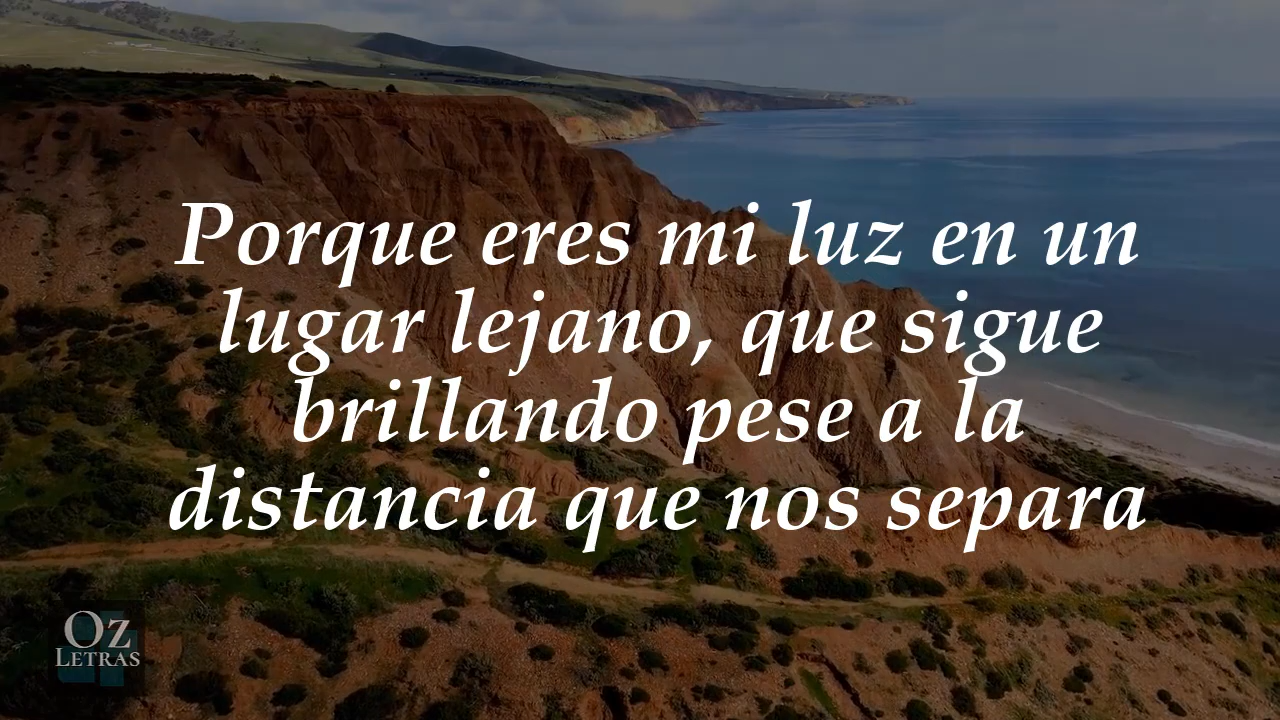 Porque eres mi luz en un
lugar lejano, que sigue
brillando pese a la
distancia que nos separa
Oz
Letras